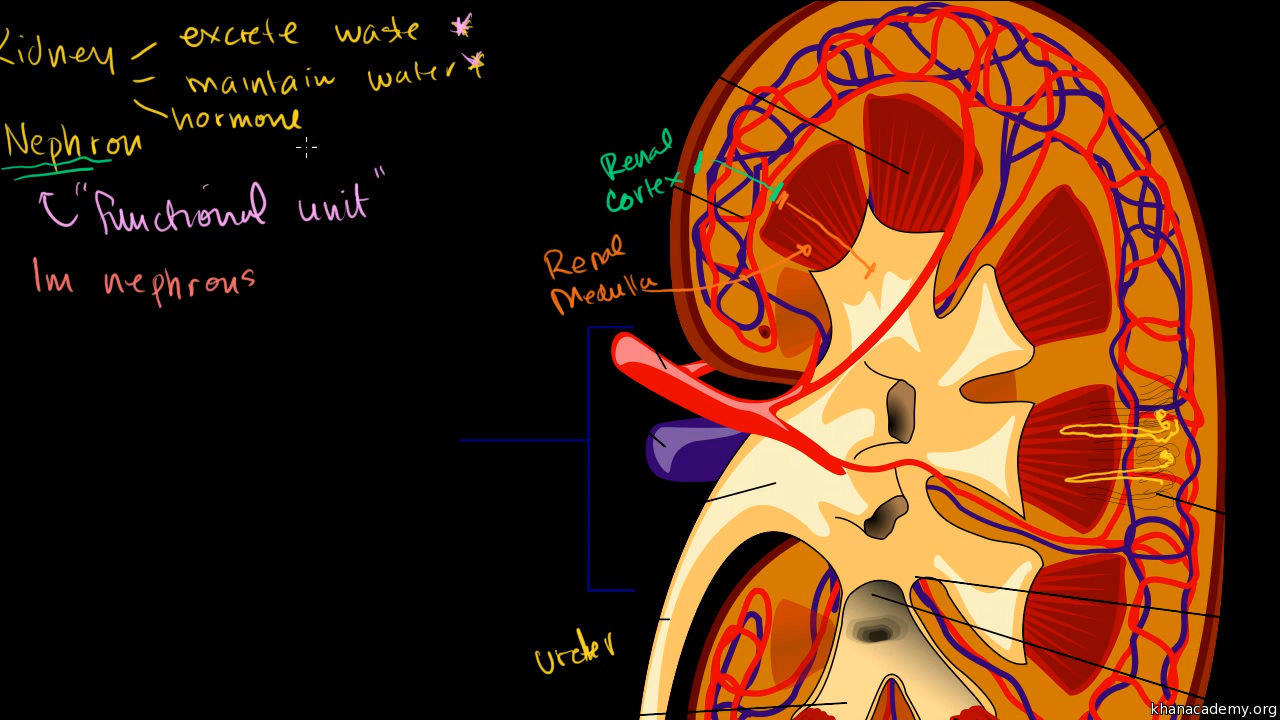 Kidney
excrete waste
maintain water
hormone
Nephron
"functional unit"
1m nephrons
Renal
Cortex
Renal
Medulla
Ureter
khanacademy.org